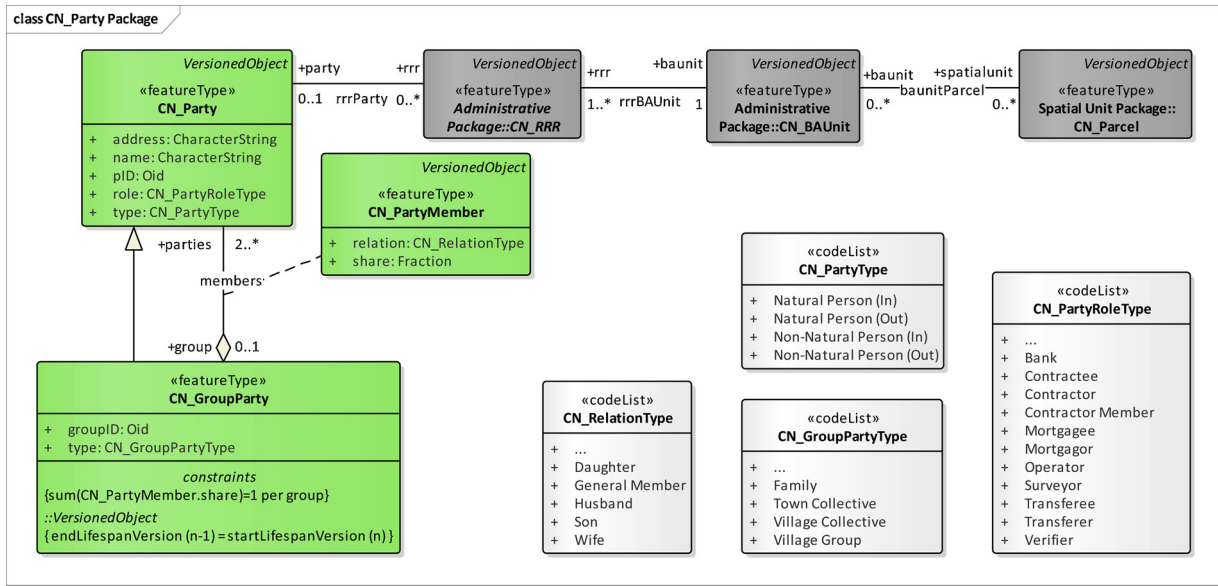 class CN_Party Package
VersionedObject
«featureType»
CN_Party
+ address: CharacterString
+ name: CharacterString
+ pID: Oid
+ role: CN_PartyRoleType
+ type: CN_PartyType
+party
+rrr
0..1
rrrParty
0..*
VersionedObject
«featureType»
Administrative
Package::CN_RRR
+rrr
+baunit
1..*
rrrBAUnit
1
VersionedObject
«featureType»
Administrative
Package::CN_BAUnit
+baunit
+spatialunit
baunitParcel
0..*
0..*
VersionedObject
«featureType»
Spatial Unit Package::
CN_Parcel
VersionedObject
«featureType»
CN_PartyMember
+ relation: CN_RelationType
+ share: Fraction
+parties
2..*
members
+group
0..1
«featureType»
CN_GroupParty
+ groupID: Oid
+ type: CN_GroupPartyType
constraints
{sum(CN_PartyMember.share)=1 per group}
::VersionedObject
{endLifespanVersion (n-1) = startLifespanVersion (n) }
«codeList»
CN_RelationType
+ ...
+ Daughter
+ General Member
+ Husband
+ Son
+ Wife
«codeList»
CN_PartyType
+ Natural Person (In)
+ Natural Person (Out)
+ Non-Natural Person (In)
+ Non-Natural Person (Out)
«codeList»
CN_GroupPartyType
+ ...
+ Family
+ Town Collective
+ Village Collective
+ Village Group
«codeList»
CN_PartyRoleType
+ ...
+ Bank
+ Contractee
+ Contractor
+ Contractor Member
+ Mortgagee
+ Mortgagor
+ Operator
+ Surveyor
+ Transferee
+ Transferer
+ Verifier